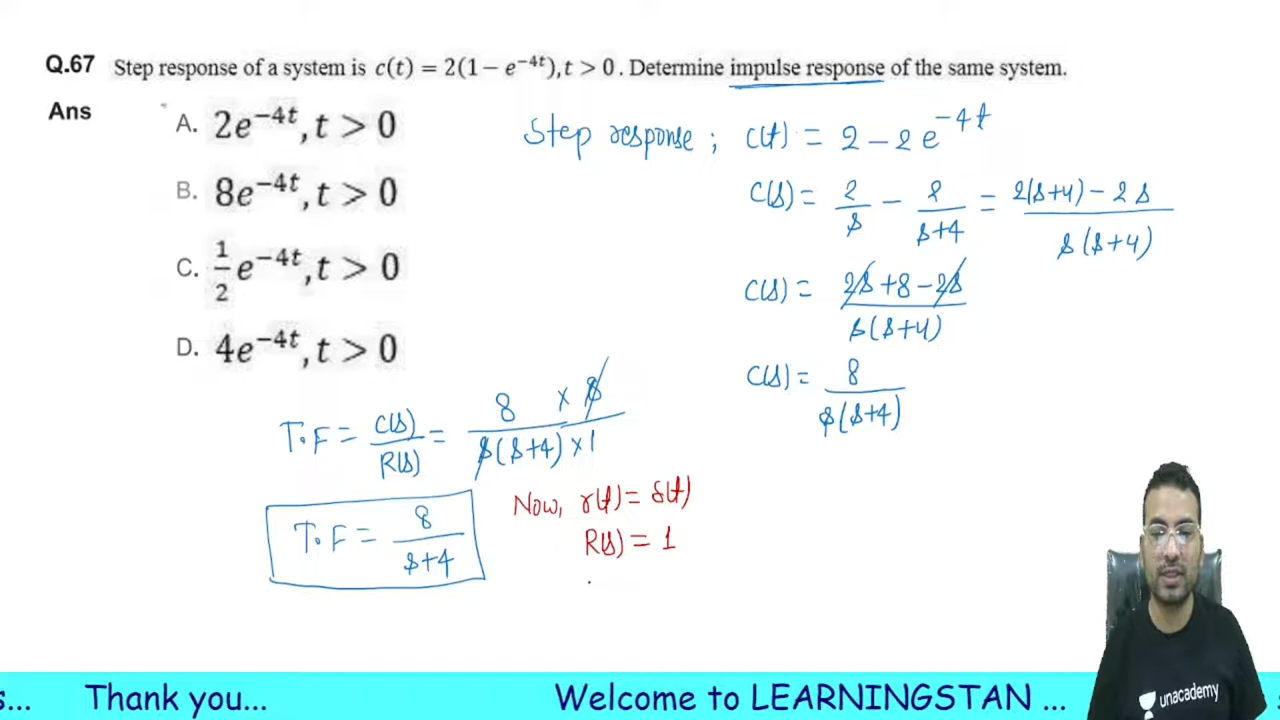 Q.67 Step response of a system is c(t) = 2(1 − e^{−4t}), t > 0. Determine impulse response of the same system.
Ans
A. 2e^{−4t}, t > 0
B. 8e^{−4t}, t > 0
C. 1/2 e^{−4t}, t > 0
D. 4e^{−4t}, t > 0
Step response ; c(t) = 2 − 2 e^{−4t}
C(s) = 2/s − 2/(s+4) = (2(s+4) − 2s)/(s(s+4))
C(s) = (2s + 8 − 2s)/(s(s+4))
C(s) = 8/(s(s+4))
T.F = C(s)/R(s) = (8 × s)/(s(s+4) × 1)
T.F = 8/(s+4)
Now, r(t) = δ(t)
R(s) = 1
unacademy
s... Thank you... Welcome to LEARNINGSTAN ...